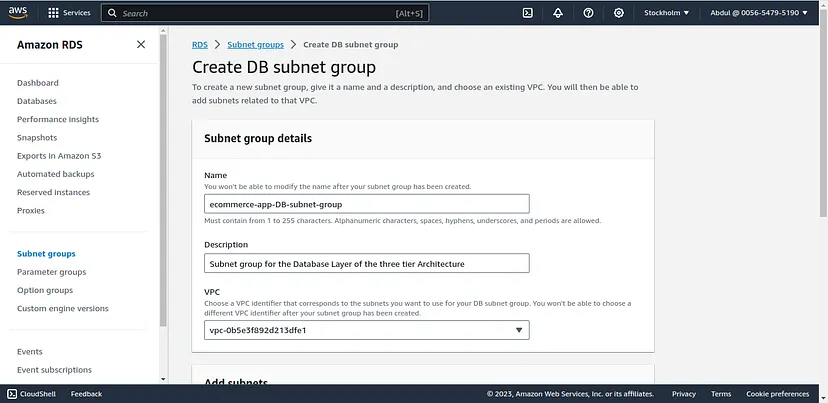 aws Services Search [Alt+S] Stockholm Abdul @ 0056-5479-5190
Amazon RDS
Dashboard
Databases
Performance insights
Snapshots
Exports in Amazon S3
Automated backups
Reserved instances
Proxies
Subnet groups
Parameter groups
Option groups
Custom engine versions
Events
Event subscriptions
RDS > Subnet groups > Create DB subnet group
Create DB subnet group
To create a new subnet group, give it a name and a description, and choose an existing VPC. You will then be able to
add subnets related to that VPC.
Subnet group details
Name
You won't be able to modify the name after your subnet group has been created.
ecommerce-app-DB-subnet-group
Must contain from 1 to 255 characters. Alphanumeric characters, spaces, hyphens, underscores, and periods are allowed.
Description
Subnet group for the Database Layer of the three tier Architecture
VPC
Choose a VPC identifier that corresponds to the subnets you want to use for your DB subnet group. You won't be able to choose a
different VPC identifier after your subnet group has been created.
vpc-0b5e3f892d213dfe1
Add subnets
CloudShell Feedback © 2023, Amazon Web Services, Inc. or its affiliates. Privacy Terms Cookie preferences